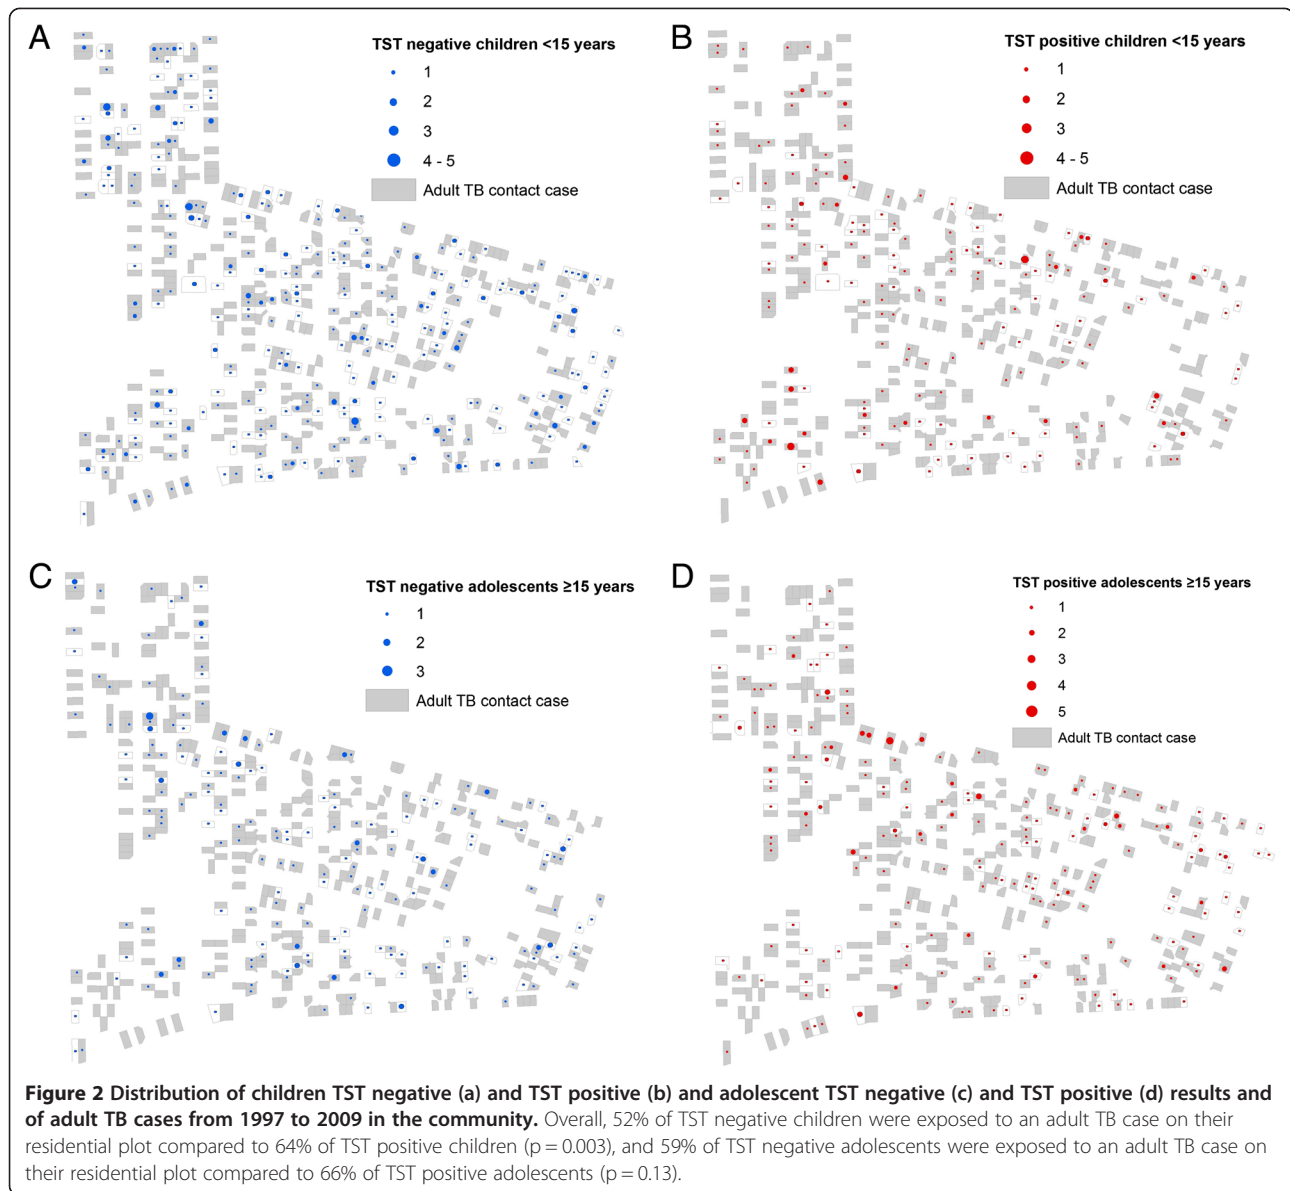 A
TST negative children <15 years
1
2
3
4 - 5
Adult TB contact case
B
TST positive children <15 years
1
2
3
4 - 5
Adult TB contact case
C
TST negative adolescents ≥15 years
1
2
3
Adult TB contact case
D
TST positive adolescents ≥15 years
1
2
3
4
5
Adult TB contact case
Figure 2 Distribution of children TST negative (a) and TST positive (b) and adolescent TST negative (c) and TST positive (d) results and
of adult TB cases from 1997 to 2009 in the community. Overall, 52% of TST negative children were exposed to an adult TB case on their
residential plot compared to 64% of TST positive children (p = 0.003), and 59% of TST negative adolescents were exposed to an adult TB case on
their residential plot compared to 66% of TST positive adolescents (p = 0.13).